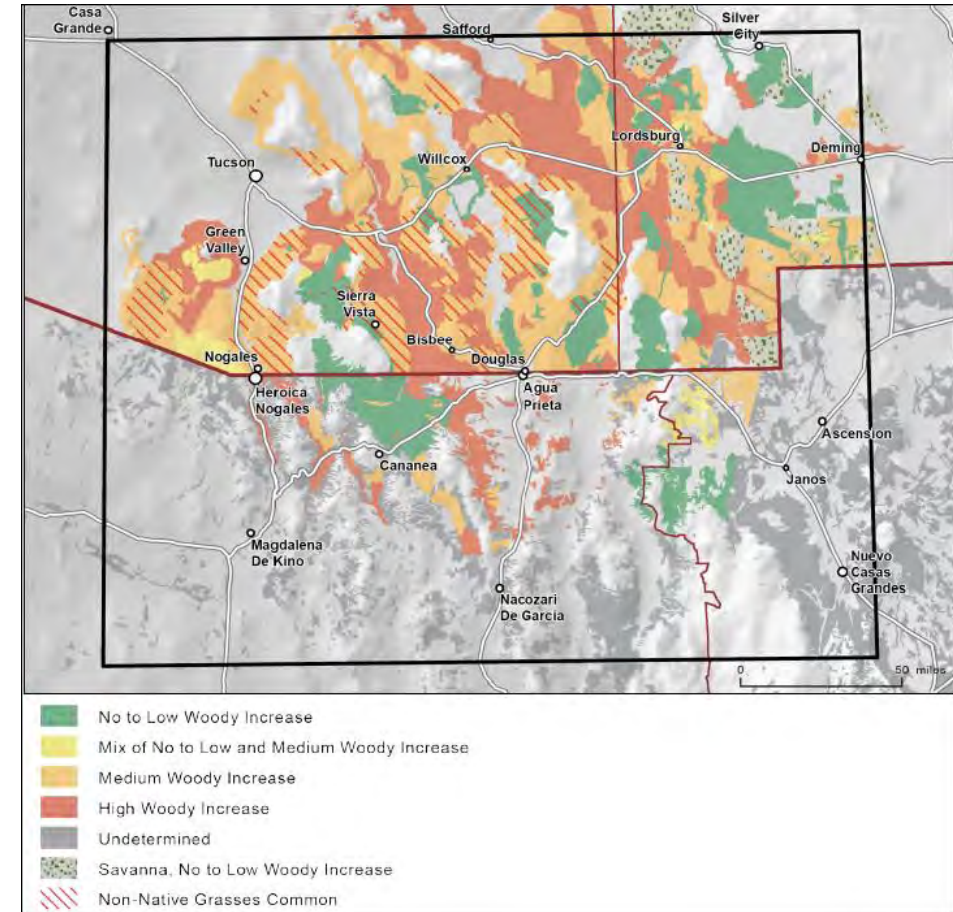 Casa
Grande
Safford
Silver
City
Lordsburg
Deming
Willcox
Tucson
Green
Valley
Sierra
Vista
Bisbee
Nogales
Douglas
Heroica
Nogales
Agua
Prieta
Ascension
Cananea
Janos
Magdalena
De Kino
Nuevo
Casas
Grandes
Nacozari
De Garcia
0 50 miles
No to Low Woody Increase
Mix of No to Low and Medium Woody Increase
Medium Woody Increase
High Woody Increase
Undetermined
Savanna, No to Low Woody Increase
Non-Native Grasses Common